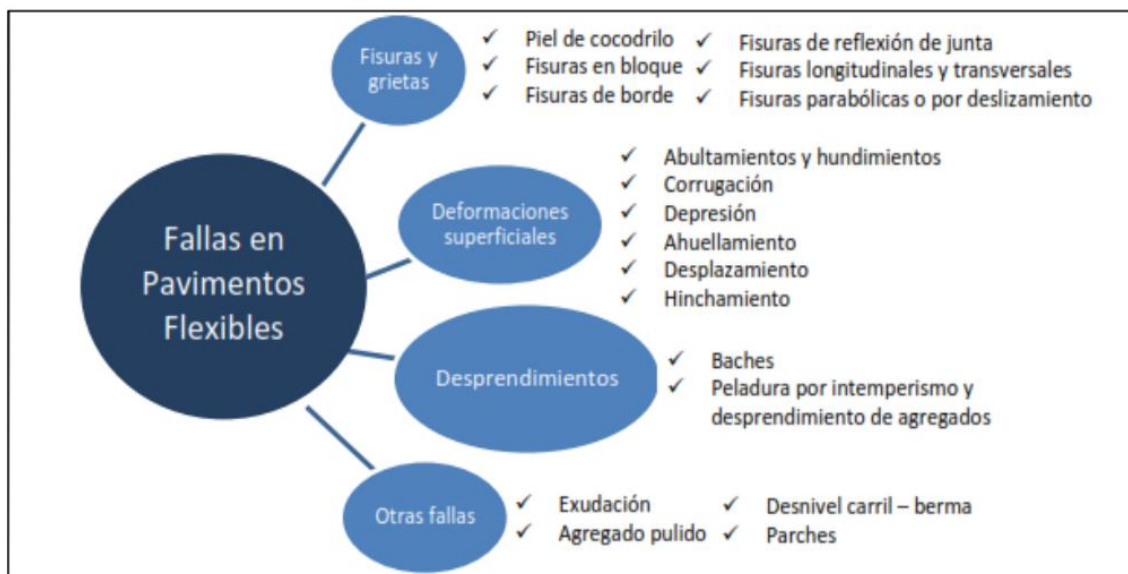 Fisuras y
grietas
✓ Piel de cocodrilo
✓ Fisuras en bloque
✓ Fisuras de borde
✓ Fisuras de reflexión de junta
✓ Fisuras longitudinales y transversales
✓ Fisuras parabólicas o por deslizamiento
Fallas en
Pavimentos
Flexibles
Deformaciones
superficiales
✓ Abultamientos y hundimientos
✓ Corrugación
✓ Depresión
✓ Ahuellamiento
✓ Desplazamiento
✓ Hinchamiento
Desprendimientos
✓ Baches
✓ Peladura por intemperismo y
desprendimiento de agregados
Otras fallas
✓ Exudación
✓ Agregado pulido
✓ Desnivel carril – berma
✓ Parches